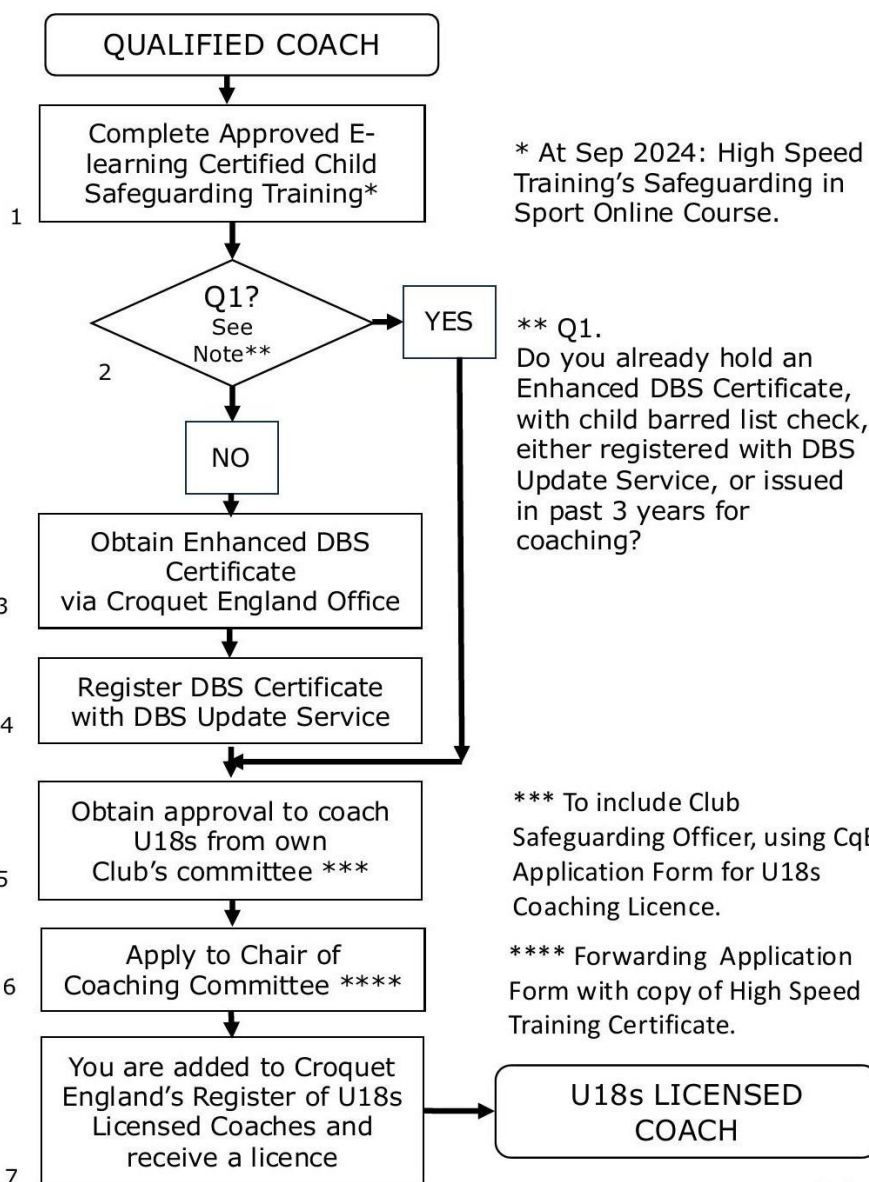 QUALIFIED COACH
Complete Approved E-
learning Certified Child
Safeguarding Training*
1
* At Sep 2024: High Speed
Training's Safeguarding in
Sport Online Course.
Q1?
See
Note**
2
YES
** Q1.
Do you already hold an
Enhanced DBS Certificate,
with child barred list check,
either registered with DBS
Update Service, or issued
in past 3 years for
coaching?
NO
Obtain Enhanced DBS
Certificate
via Croquet England Office
3
Register DBS Certificate
with DBS Update Service
4
Obtain approval to coach
U18s from own
Club's committee ***
5
*** To include Club
Safeguarding Officer, using CqE
Application Form for U18s
Coaching Licence.
Apply to Chair of
Coaching Committee ****
6
**** Forwarding Application
Form with copy of High Speed
Training Certificate.
You are added to Croquet
England's Register of U18s
Licensed Coaches and
receive a licence
7
U18s LICENSED
COACH